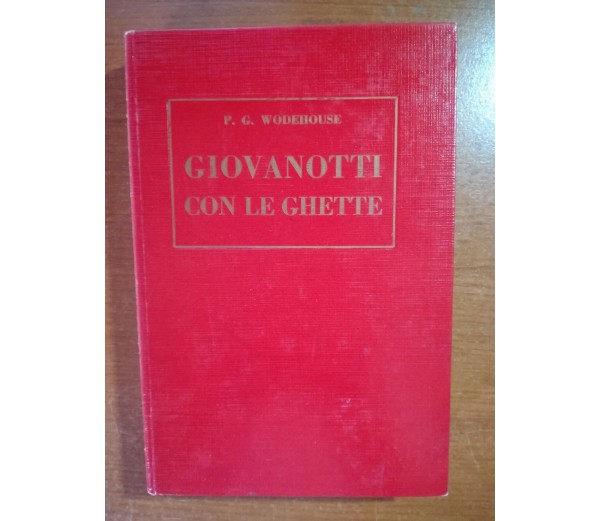 P. G. WODEHOUSE
GIOVANOTTI
CON LE GHETTE